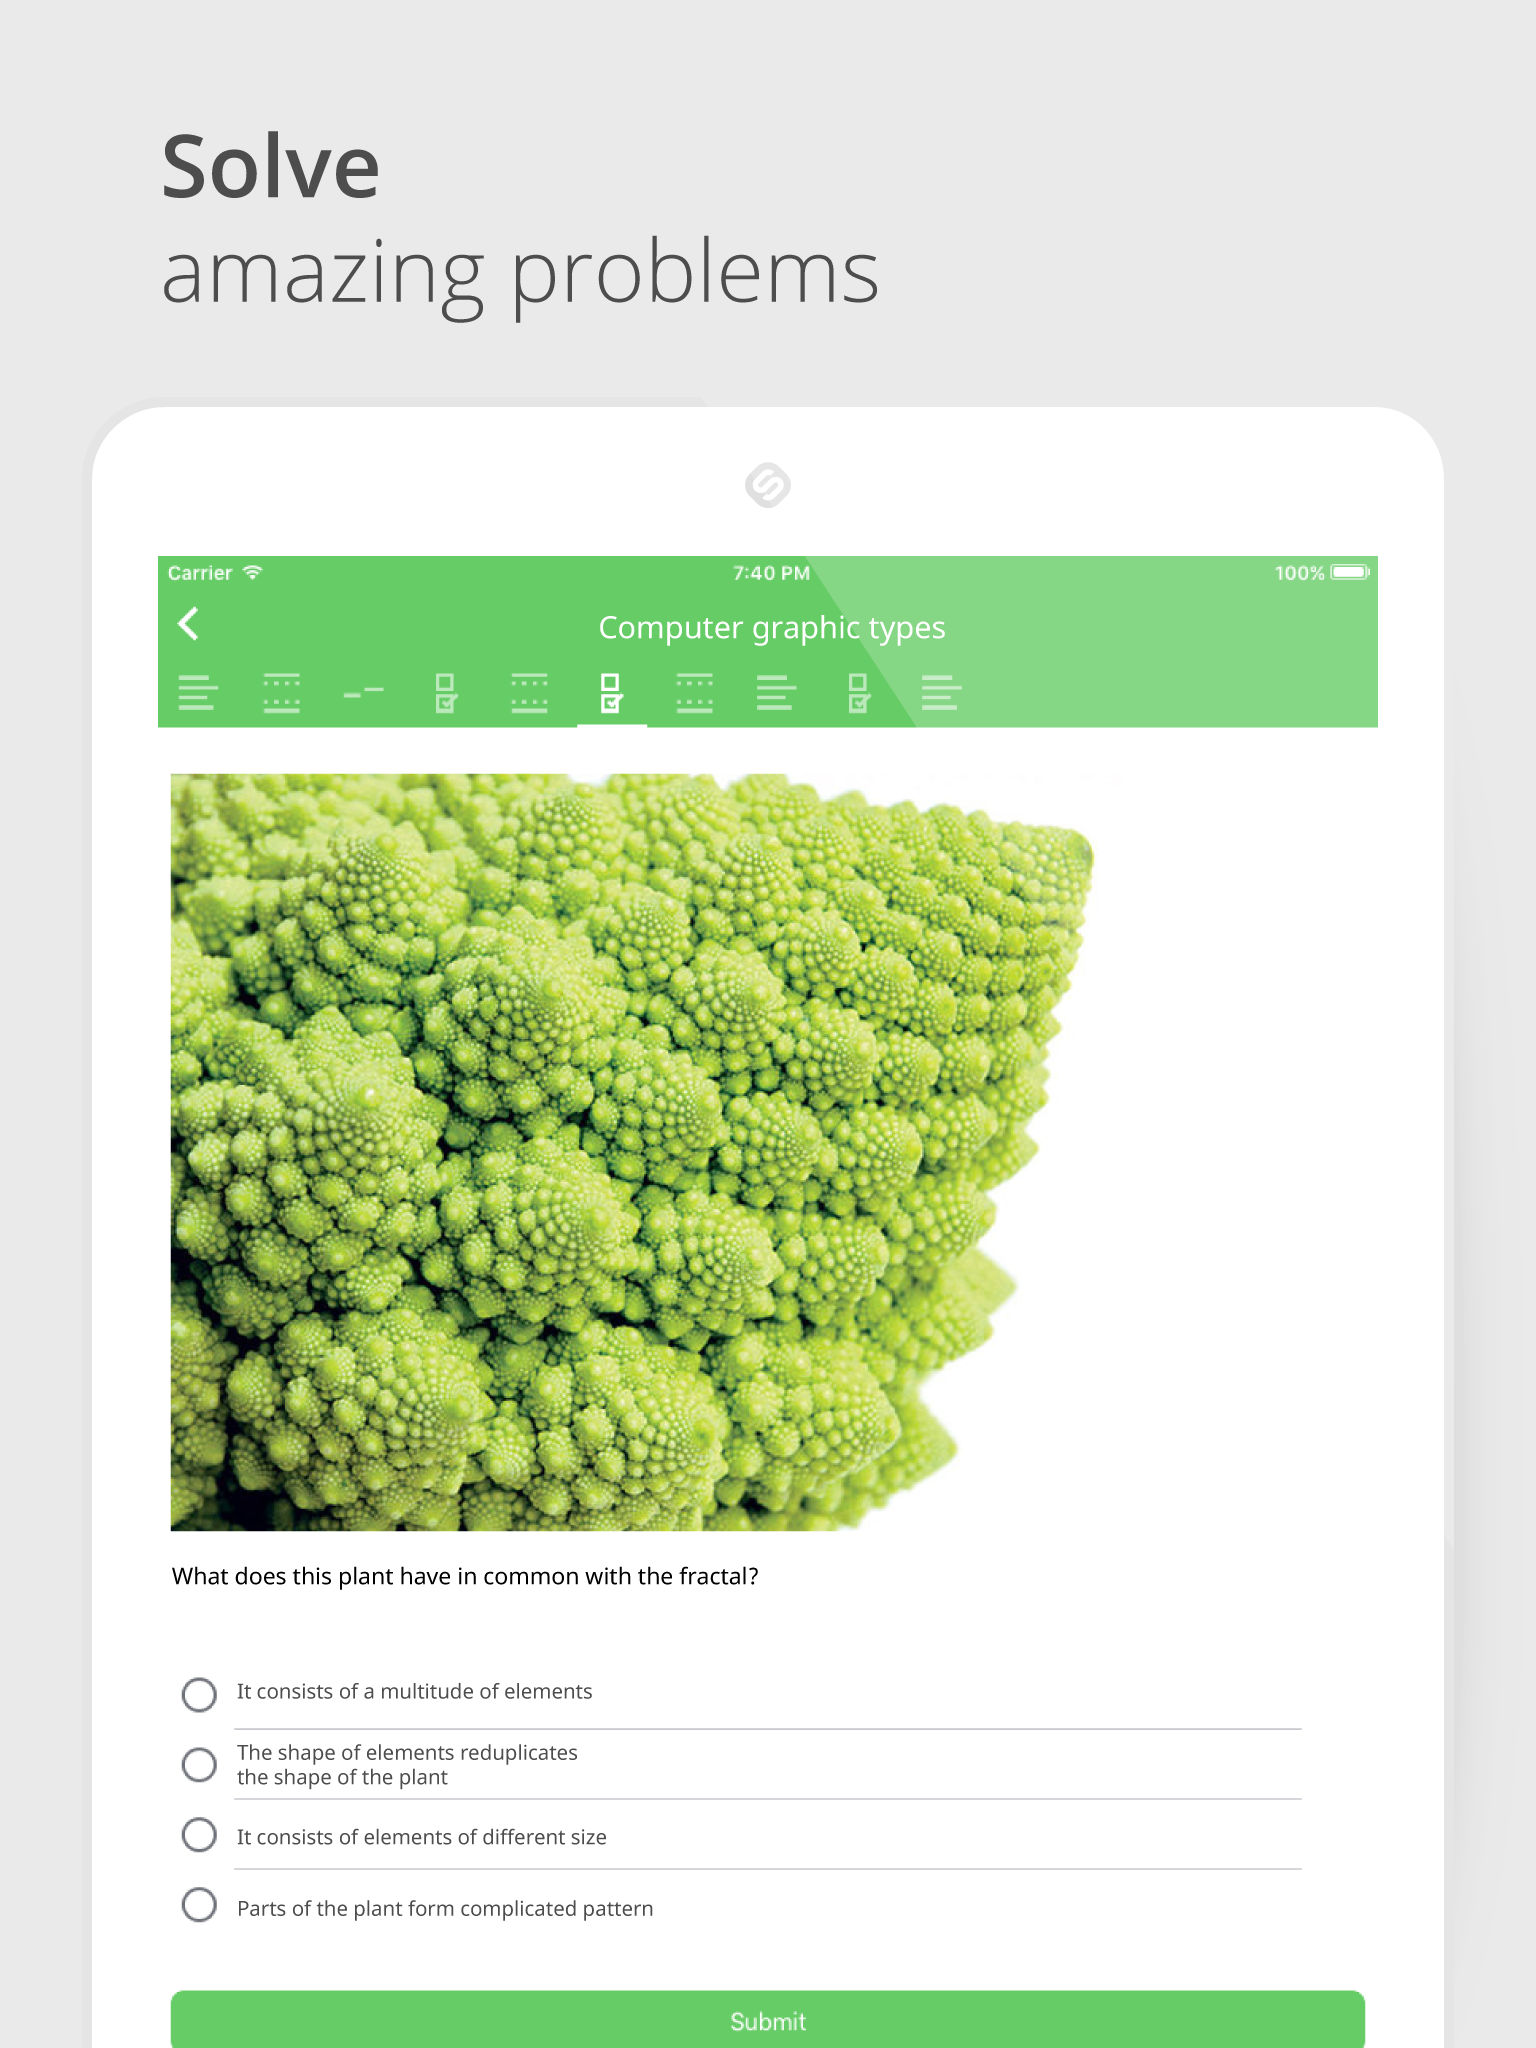 Solve
amazing problems
Carrier
7:40 PM
100%
Computer graphic types
What does this plant have in common with the fractal?
It consists of a multitude of elements
The shape of elements reduplicates
the shape of the plant
It consists of elements of different size
Parts of the plant form complicated pattern
Submit